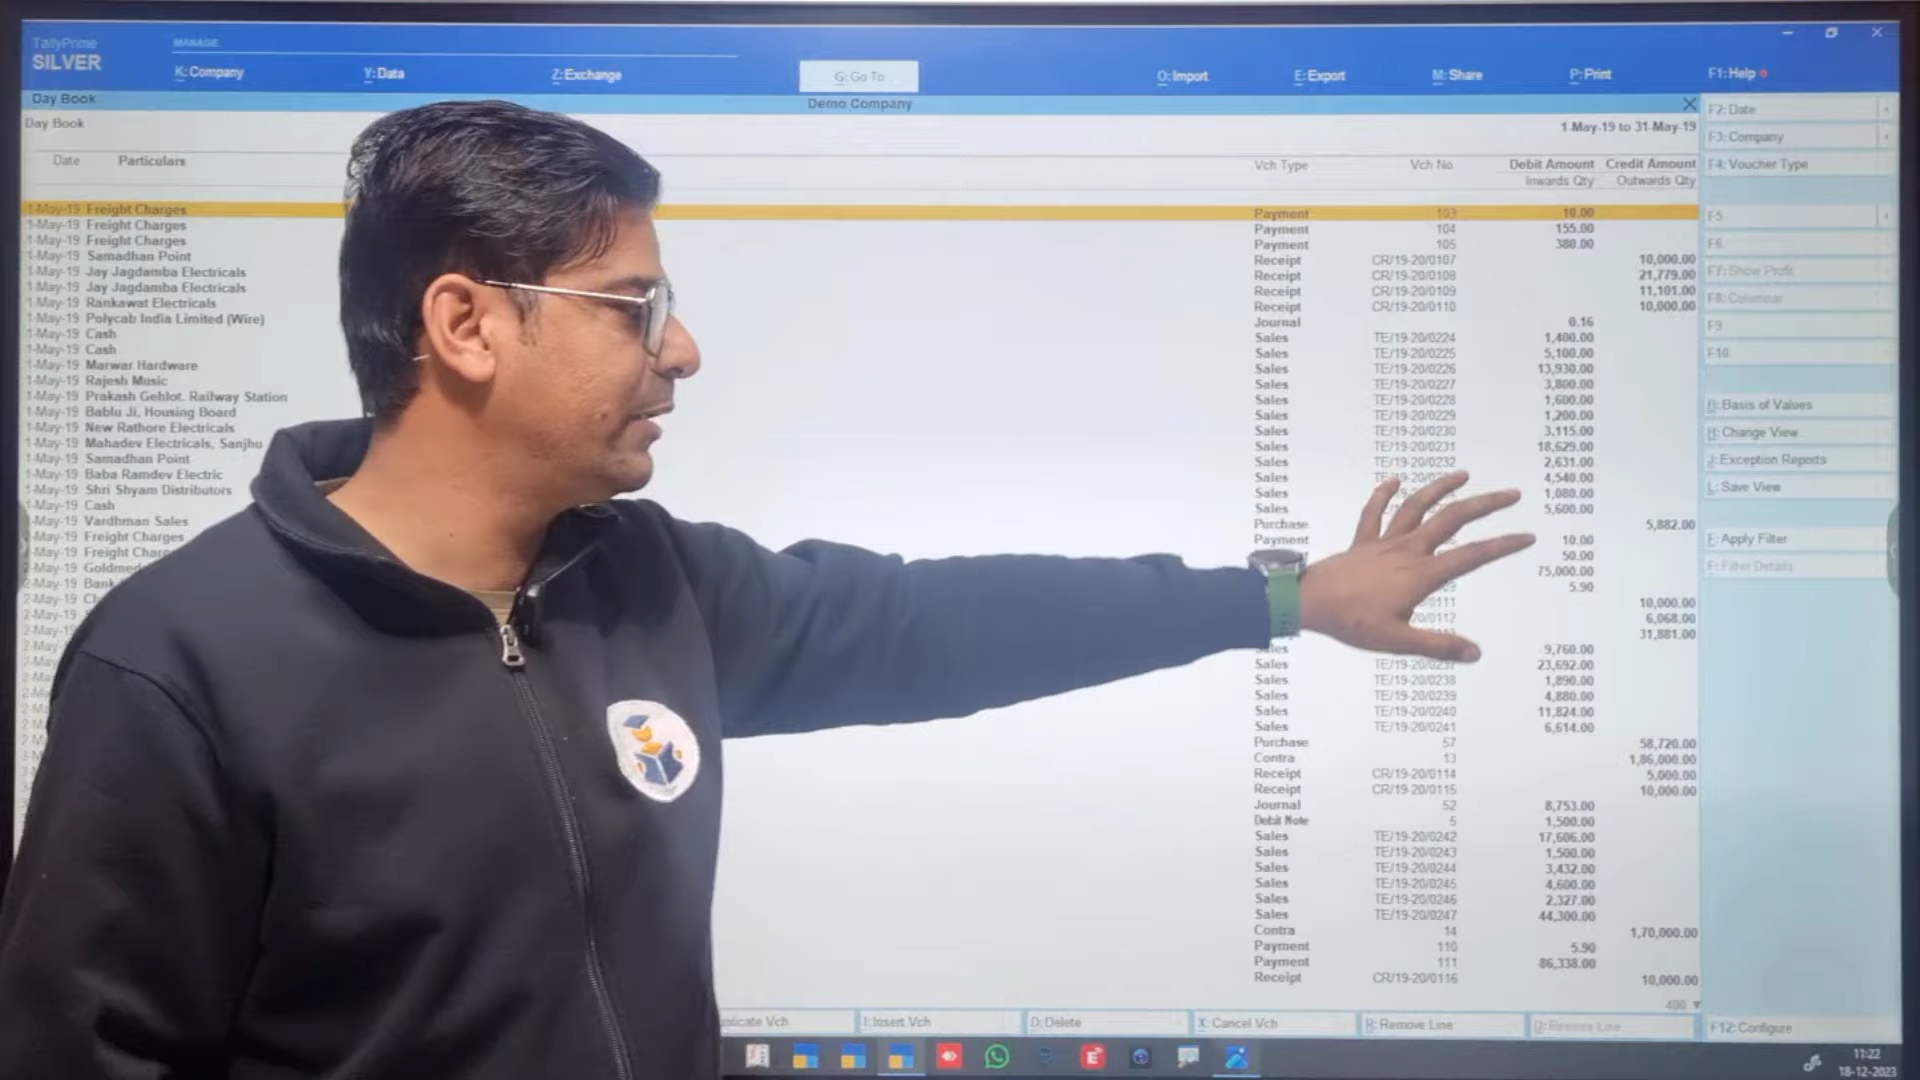 TallyPrime MANAGE
SILVER K: Company Y: Data Z: Exchange G: Go To O: Import E: Export M: Share P: Print F1: Help
Day Book Demo Company
Day Book 1-May-19 to 31-May-19
Date Particulars Vch Type Vch No. Debit Amount Credit Amount
Inwards Qty Outwards Qty
1-May-19 Freight Charges Payment 103 10.00
1-May-19 Freight Charges Payment 104 155.00
1-May-19 Freight Charges Payment 105 380.00
1-May-19 Samadhan Point Receipt CR/19-20/0107 10,000.00
1-May-19 Jay Jagdamba Electricals Receipt CR/19-20/0108 21,779.00
1-May-19 Jay Jagdamba Electricals Receipt CR/19-20/0109 11,101.00
1-May-19 Rankawat Electricals Receipt CR/19-20/0110 10,000.00
1-May-19 Polycab India Limited (Wire) Journal 0.16
1-May-19 Cash Sales TE/19-20/0224 1,400.00
1-May-19 Cash Sales TE/19-20/0225 5,100.00
1-May-19 Marwar Hardware Sales TE/19-20/0226 13,930.00
1-May-19 Rajesh Music Sales TE/19-20/0227 3,800.00
1-May-19 Prakash Gehlot, Railway Station Sales TE/19-20/0228 1,600.00
1-May-19 Bablu Ji, Housing Board Sales TE/19-20/0229 1,200.00
1-May-19 New Rathore Electricals Sales TE/19-20/0230 3,115.00
1-May-19 Mahadev Electricals, Sanjhu Sales TE/19-20/0231 18,629.00
1-May-19 Samadhan Point Sales TE/19-20/0232 2,631.00
1-May-19 Baba Ramdev Electric Sales 4,540.00
1-May-19 Shri Shyam Distributors Sales 1,080.00
1-May-19 Cash Sales 5,600.00
1-May-19 Vardhman Sales Purchase 5,882.00
Freight Charges Payment 10.00
Freight 50.00
2-May-19 75,000.00
2-May-19 Bank 5.90
2-May-19 10,000.00
6,068.00
31,881.00
Sales 9,760.00
Sales TE/19-20/0237 23,692.00
Sales TE/19-20/0238 1,890.00
Sales TE/19-20/0239 4,880.00
Sales TE/19-20/0240 11,824.00
Sales TE/19-20/0241 6,614.00
Purchase 57 58,720.00
Contra 13 1,86,000.00
Receipt CR/19-20/0114 5,000.00
Receipt CR/19-20/0115 10,000.00
Journal 52 8,753.00
Debit Note 5 1,500.00
Sales TE/19-20/0242 17,606.00
Sales TE/19-20/0243 1,500.00
Sales TE/19-20/0244 3,432.00
Sales TE/19-20/0245 4,600.00
Sales TE/19-20/0246 2,327.00
Sales TE/19-20/0247 44,300.00
Contra 14 1,70,000.00
Payment 110 5.90
Payment 111 86,338.00
Receipt CR/19-20/0116 10,000.00
Vch I: Insert Vch D: Delete X: Cancel Vch R: Remove Line
F2: Date
F3: Company
F4: Voucher Type
F5
F6
F7: Show Profit
F8: Columnar
F9
F10
B: Basis of Values
H: Change View
J: Exception Reports
L: Save View
F: Apply Filter
F: Filter Details
F12: Configure
11:22
18-12-2023